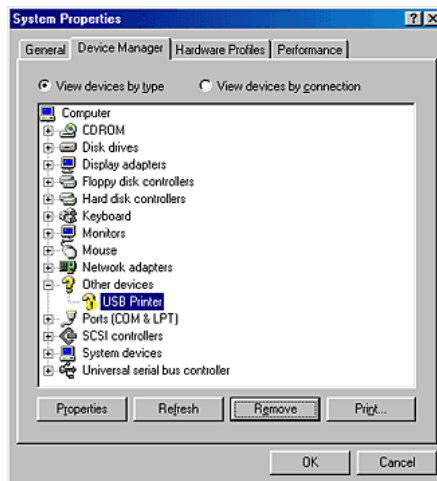 System Properties
General
Device Manager
Hardware Profiles
Performance
View devices by type
View devices by connection
Computer
CDROM
Disk drives
Display adapters
Floppy disk controllers
Hard disk controllers
Keyboard
Monitors
Mouse
Network adapters
Other devices
USB Printer
Ports (COM & LPT)
SCSI controllers
System devices
Universal serial bus controller
Properties
Refresh
Remove
Print...
OK
Cancel